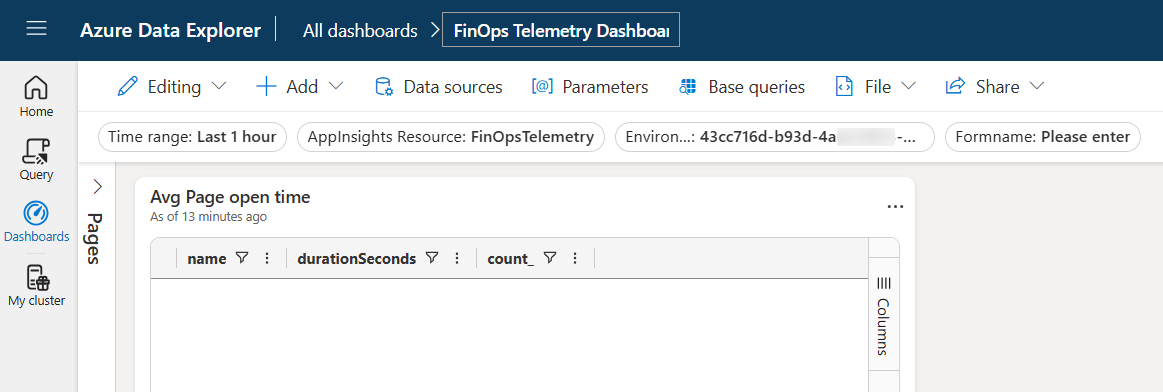 Azure Data Explorer
All dashboards
FinOps Telemetry Dashboar
Editing
Add
Data sources
Parameters
Base queries
File
Share
Home
Query
Dashboards
My cluster
Time range: Last 1 hour
AppInsights Resource: FinOpsTelemetry
Environ...: 43cc716d-b93d-4a -...
Formname: Please enter
Pages
Avg Page open time
As of 13 minutes ago
name
durationSeconds
count_
Columns